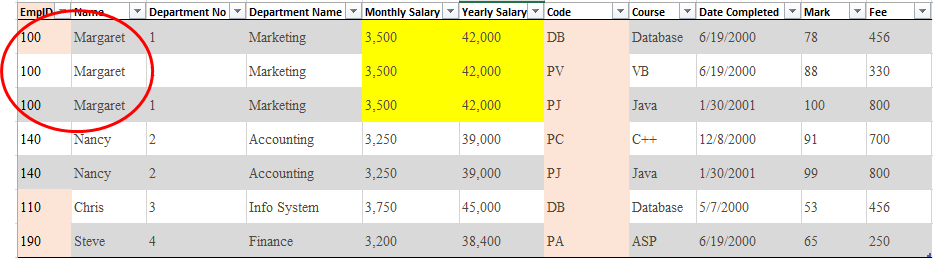 EmpID Name Department No Department Name Monthly Salary Yearly Salary Code Course Date Completed Mark Fee
100 Margaret 1 Marketing 3,500 42,000 DB Database 6/19/2000 78 456
100 Margaret Marketing 3,500 42,000 PV VB 6/19/2000 88 330
100 Margaret 1 Marketing 3,500 42,000 PJ Java 1/30/2001 100 800
140 Nancy 2 Accounting 3,250 39,000 PC C++ 12/8/2000 91 700
140 Nancy 2 Accounting 3,250 39,000 PJ Java 1/30/2001 99 800
110 Chris 3 Info System 3,750 45,000 DB Database 5/7/2000 53 456
190 Steve 4 Finance 3,200 38,400 PA ASP 6/19/2000 65 250